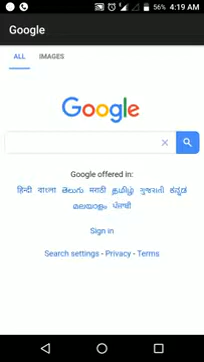 56% 4:19 AM
Google
ALL IMAGES
Google
Google offered in:
हिन्दी বাংলা తెలుగు मराठी தமிழ் ગુજરાતી ಕನ್ನಡ
മലയാളം ਪੰਜਾਬੀ
Sign in
Search settings - Privacy - Terms